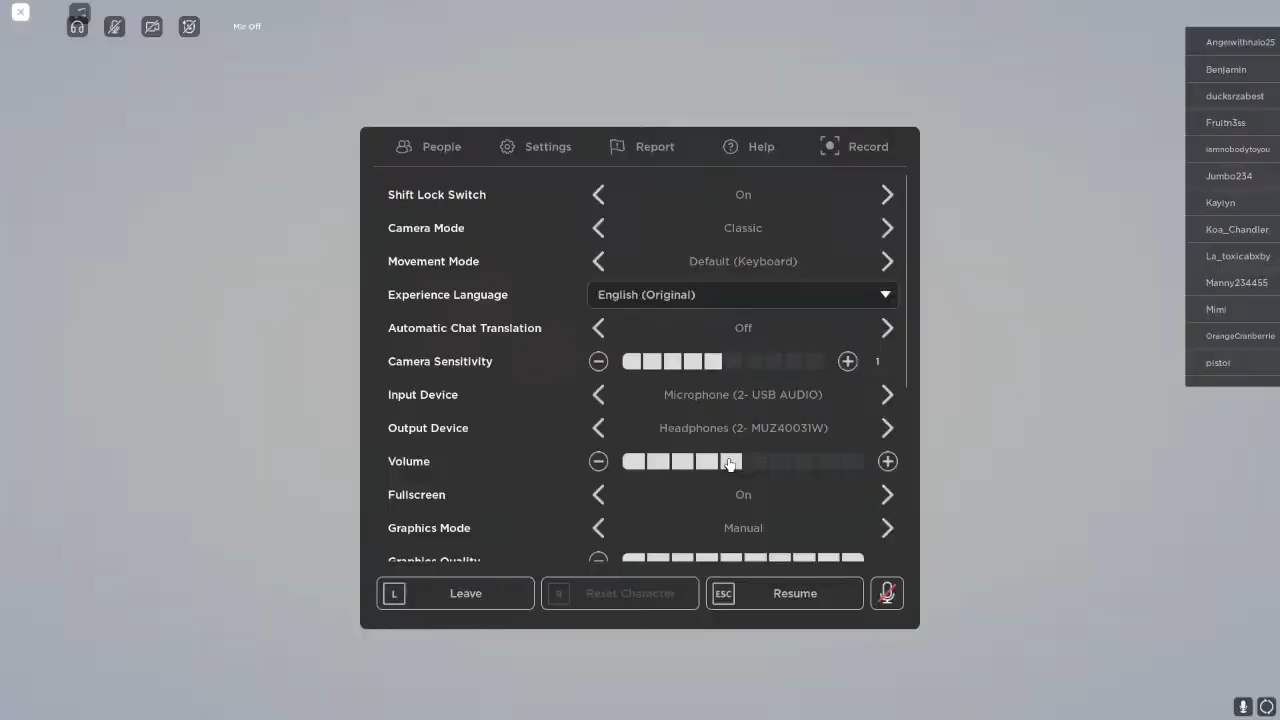 Mic Off
Angelwithhalo25
Benjamin
ducksrzabest
Fruitn3ss
iamnobodytoyou
Jumbo234
Kaylyn
Koa_Chandler
La_toxicabxby
Manny234455
Mimi
OrangeCranberrie
pistol
People
Settings
Report
Help
Record
Shift Lock Switch On
Camera Mode Classic
Movement Mode Default (Keyboard)
Experience Language English (Original)
Automatic Chat Translation Off
Camera Sensitivity 1
Input Device Microphone (2- USB AUDIO)
Output Device Headphones (2- MUZ40031W)
Volume
Fullscreen On
Graphics Mode Manual
Graphics Quality
L Leave
R Reset Character
ESC Resume